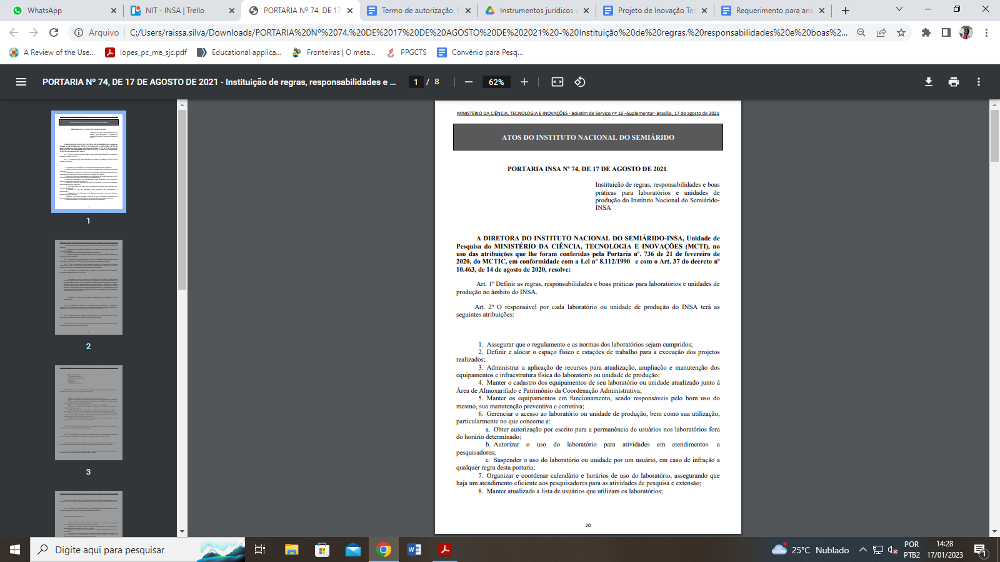 WhatsApp
NIT - INSA | Trello
PORTARIA Nº 74, DE 17
Termo de autorização,
Instrumentos jurídicos
Projeto de Inovação Tec
Requerimento para aná
Arquivo
C:/Users/raissa.silva/Downloads/PORTARIA%20Nº%2074,%20DE%2017%20DE%20AGOSTO%20DE%202021%20-%20Instituição%20de%20regras,%20responsabilidades%20e%20boas%...
A Review of the Use...
lopes_pc_me_sjc.pdf
Educational applica...
Fronteiras | O meta...
PPGCTS
Convênio para Pesq...
PORTARIA Nº 74, DE 17 DE AGOSTO DE 2021 - Instituição de regras, responsabilidades e ...
1 / 8
62%
1
2
3
MINISTÉRIO DA CIÊNCIA, TECNOLOGIA E INOVAÇÕES - Boletim de Serviço nº 16 –Suplementar- Brasília, 17 de agosto de 2021
ATOS DO INSTITUTO NACIONAL DO SEMIÁRIDO
PORTARIA INSA Nº 74, DE 17 DE AGOSTO DE 2021.
Instituição de regras, responsabilidades e boas
práticas para laboratórios e unidades de
produção do Instituto Nacional do Semiárido-
INSA
A DIRETORA DO INSTITUTO NACIONAL DO SEMIÁRIDO-INSA, Unidade de
Pesquisa do MINISTÉRIO DA CIÊNCIA, TECNOLOGIA E INOVAÇÕES (MCTI), no
uso das atribuições que lhe foram conferidas pela Portaria nº. 736 de 21 de fevereiro de
2020, do MCTIC, em conformidade com a Lei nº 8.112/1990 e com o Art. 37 do decreto nº
10.463, de 14 de agosto de 2020, resolve:
Art. 1º Definir as regras, responsabilidades e boas práticas para laboratórios e unidades de
produção no âmbito do INSA.
Art. 2º O responsável por cada laboratório ou unidade de produção do INSA terá as
seguintes atribuições:
1. Assegurar que o regulamento e as normas dos laboratórios sejam cumpridos;
2. Definir e alocar o espaço físico e estações de trabalho para a execução dos projetos
realizados;
3. Administrar a aplicação de recursos para atualização, ampliação e manutenção dos
equipamentos e infraestrutura física do laboratório ou unidade de produção;
4. Manter o cadastro dos equipamentos de seu laboratório ou unidade atualizado junto à
Área de Almoxarifado e Patrimônio da Coordenação Administrativa;
5. Manter os equipamentos em funcionamento, sendo responsáveis pelo bom uso do
mesmo, sua manutenção preventiva e corretiva;
6. Gerenciar o acesso ao laboratório ou unidade de produção, bem como sua utilização,
particularmente no que concerne a:
a. Obter autorização por escrito para a permanência de usuários nos laboratórios fora
do horário determinado;
b. Autorizar o uso do laboratório para atividades em atendimentos a
pesquisadores;
c. Suspender o uso do laboratório ou unidade por um usuário, em caso de infração a
qualquer regra desta portaria;
7. Organizar e coordenar calendário e horários de uso do laboratório, assegurando que
haja um atendimento eficiente aos pesquisadores para as atividades de pesquisa e extensão;
8. Manter atualizada a lista de usuários que utilizam os laboratórios;
20
Digite aqui para pesquisar
25°C Nublado
POR
PTB2
14:28
17/01/2023
1